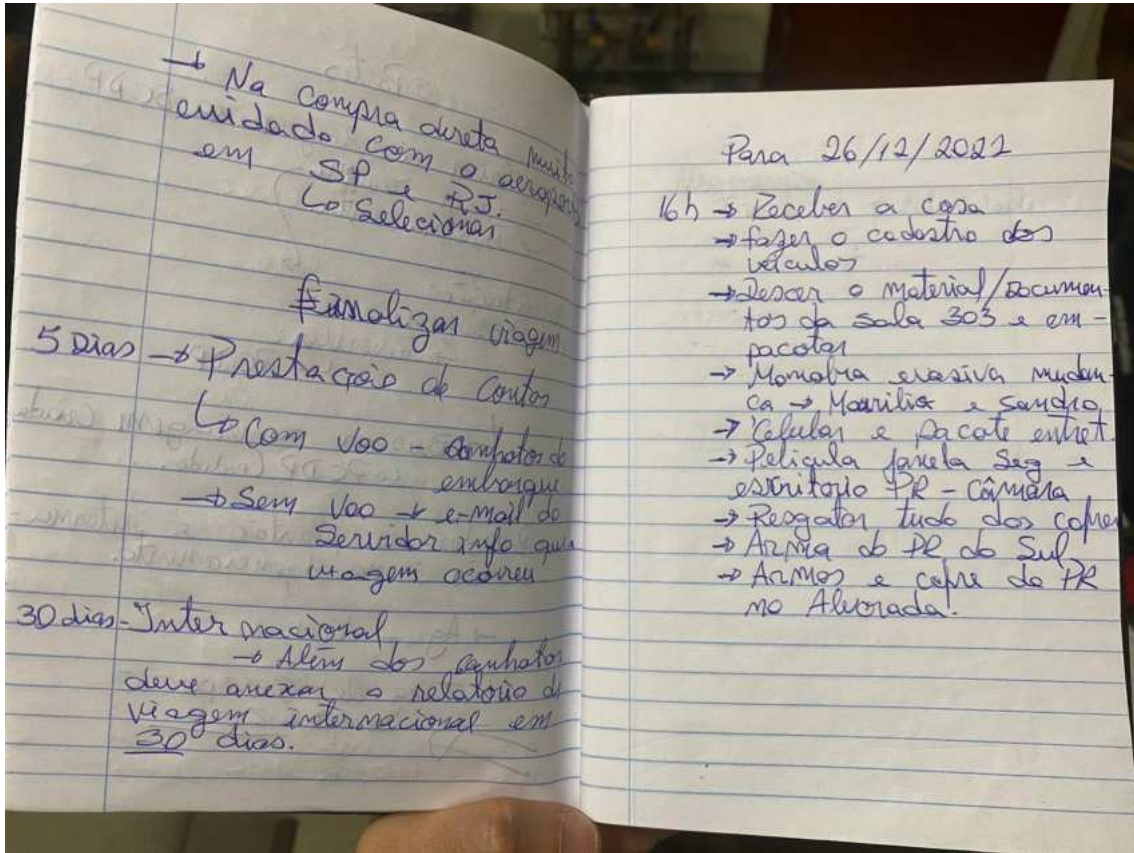 → Na compra direta muito
cuidado com o aeroporto
em SP e RJ.
↳ Selecionar
Finalizar viagem
5 Dias → Prestação de Contas
↳ Com voo - canhotos de
embarque
→ Sem voo → e-mail do
Servidor info que a
viagem ocorreu
30 dias - Internacional
→ Além dos canhotos
deve anexar o relatório de
viagem internacional em
30 dias.
Para 26/12/2022
16h → Receber a casa
→ fazer o cadastro dos
veículos
→ Descer o material/Documen-
tos da sala 303 e em-
pacotar
→ Manobra evasiva mudan-
ça → Marilia e Sandro
→ Celular e pacote entret.
→ Pelicula janela Seg e
escritorio PR - Câmara
→ Resgatar tudo dos cofres
→ Arma do PR do Sul
→ Armas e cofre do PR
no Alvorada!